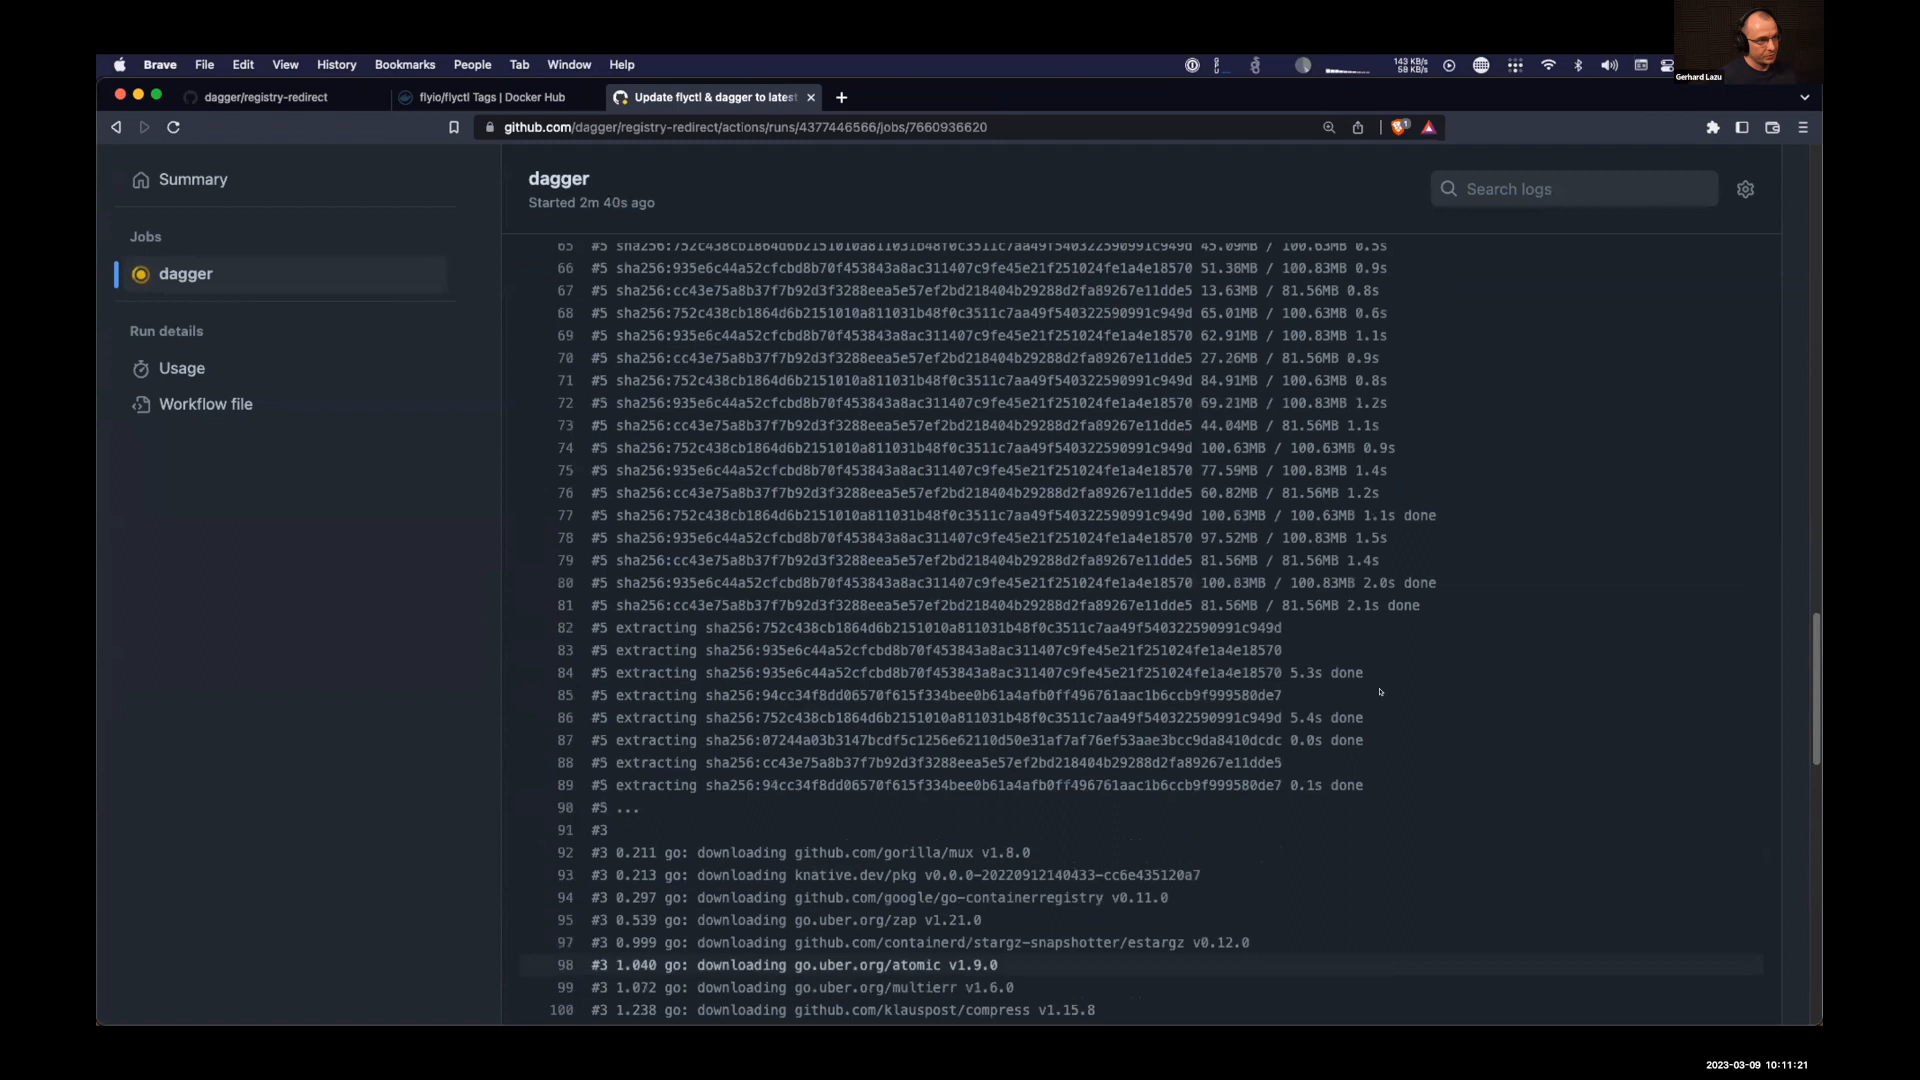 Brave File Edit View History Bookmarks People Tab Window Help
143 KB/s
58 KB/s
Gerhard Lazu
dagger/registry-redirect
flyio/flyctl Tags | Docker Hub
Update flyctl & dagger to latest
github.com/dagger/registry-redirect/actions/runs/4377446566/jobs/7660936620
1
Summary
Jobs
dagger
Run details
Usage
Workflow file
dagger
Started 2m 40s ago
Search logs
65 #5 sha256:752c438cb1864d6b2151010a811031b48f0c3511c7aa49f540322590991c949d 45.09MB / 100.63MB 0.5s
66 #5 sha256:935e6c44a52cfcbd8b70f453843a8ac311407c9fe45e21f251024fe1a4e18570 51.38MB / 100.83MB 0.9s
67 #5 sha256:cc43e75a8b37f7b92d3f3288eea5e57ef2bd218404b29288d2fa89267e11dde5 13.63MB / 81.56MB 0.8s
68 #5 sha256:752c438cb1864d6b2151010a811031b48f0c3511c7aa49f540322590991c949d 65.01MB / 100.63MB 0.6s
69 #5 sha256:935e6c44a52cfcbd8b70f453843a8ac311407c9fe45e21f251024fe1a4e18570 62.91MB / 100.83MB 1.1s
70 #5 sha256:cc43e75a8b37f7b92d3f3288eea5e57ef2bd218404b29288d2fa89267e11dde5 27.26MB / 81.56MB 0.9s
71 #5 sha256:752c438cb1864d6b2151010a811031b48f0c3511c7aa49f540322590991c949d 84.91MB / 100.63MB 0.8s
72 #5 sha256:935e6c44a52cfcbd8b70f453843a8ac311407c9fe45e21f251024fe1a4e18570 69.21MB / 100.83MB 1.2s
73 #5 sha256:cc43e75a8b37f7b92d3f3288eea5e57ef2bd218404b29288d2fa89267e11dde5 44.04MB / 81.56MB 1.1s
74 #5 sha256:752c438cb1864d6b2151010a811031b48f0c3511c7aa49f540322590991c949d 100.63MB / 100.63MB 0.9s
75 #5 sha256:935e6c44a52cfcbd8b70f453843a8ac311407c9fe45e21f251024fe1a4e18570 77.59MB / 100.83MB 1.4s
76 #5 sha256:cc43e75a8b37f7b92d3f3288eea5e57ef2bd218404b29288d2fa89267e11dde5 60.82MB / 81.56MB 1.2s
77 #5 sha256:752c438cb1864d6b2151010a811031b48f0c3511c7aa49f540322590991c949d 100.63MB / 100.63MB 1.1s done
78 #5 sha256:935e6c44a52cfcbd8b70f453843a8ac311407c9fe45e21f251024fe1a4e18570 97.52MB / 100.83MB 1.5s
79 #5 sha256:cc43e75a8b37f7b92d3f3288eea5e57ef2bd218404b29288d2fa89267e11dde5 81.56MB / 81.56MB 1.4s
80 #5 sha256:935e6c44a52cfcbd8b70f453843a8ac311407c9fe45e21f251024fe1a4e18570 100.83MB / 100.83MB 2.0s done
81 #5 sha256:cc43e75a8b37f7b92d3f3288eea5e57ef2bd218404b29288d2fa89267e11dde5 81.56MB / 81.56MB 2.1s done
82 #5 extracting sha256:752c438cb1864d6b2151010a811031b48f0c3511c7aa49f540322590991c949d
83 #5 extracting sha256:935e6c44a52cfcbd8b70f453843a8ac311407c9fe45e21f251024fe1a4e18570
84 #5 extracting sha256:935e6c44a52cfcbd8b70f453843a8ac311407c9fe45e21f251024fe1a4e18570 5.3s done
85 #5 extracting sha256:94cc34f8dd06570f615f334bee0b61a4afb0ff496761aac1b6ccb9f999580de7
86 #5 extracting sha256:752c438cb1864d6b2151010a811031b48f0c3511c7aa49f540322590991c949d 5.4s done
87 #5 extracting sha256:07244a03b3147bcdf5c1256e62110d50e31af7af76ef53aae3bcc9da8410dcdc 0.0s done
88 #5 extracting sha256:cc43e75a8b37f7b92d3f3288eea5e57ef2bd218404b29288d2fa89267e11dde5
89 #5 extracting sha256:94cc34f8dd06570f615f334bee0b61a4afb0ff496761aac1b6ccb9f999580de7 0.1s done
90 #5 ...
91 #3
92 #3 0.211 go: downloading github.com/gorilla/mux v1.8.0
93 #3 0.213 go: downloading knative.dev/pkg v0.0.0-20220912140433-cc6e435120a7
94 #3 0.297 go: downloading github.com/google/go-containerregistry v0.11.0
95 #3 0.539 go: downloading go.uber.org/zap v1.21.0
97 #3 0.999 go: downloading github.com/containerd/stargz-snapshotter/estargz v0.12.0
98 #3 1.040 go: downloading go.uber.org/atomic v1.9.0
99 #3 1.072 go: downloading go.uber.org/multierr v1.6.0
100 #3 1.238 go: downloading github.com/klauspost/compress v1.15.8
2023-03-09 10:11:21